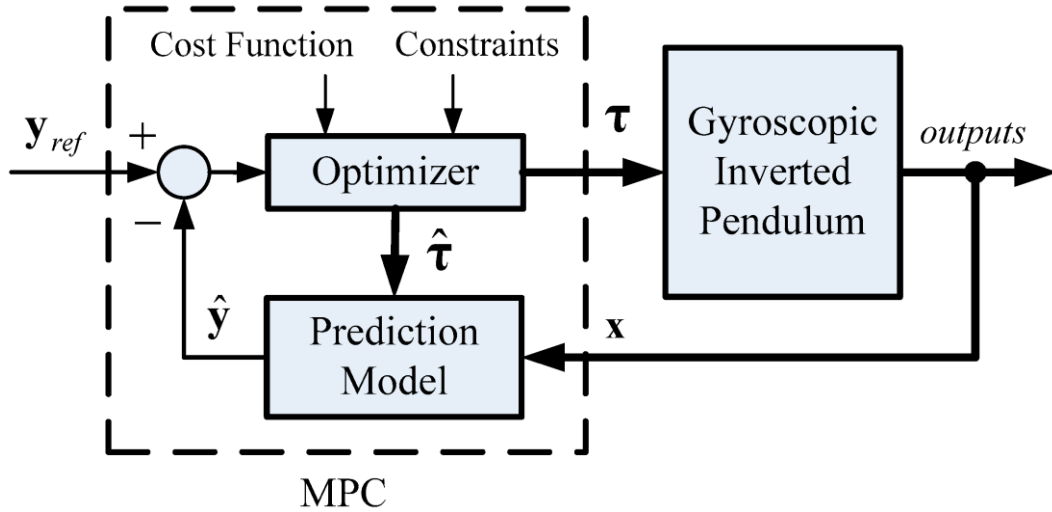 Cost Function
Constraints
y_ref
+
−
Optimizer
τ
Gyroscopic
Inverted
Pendulum
outputs
τ̂
ŷ
Prediction
Model
x
MPC